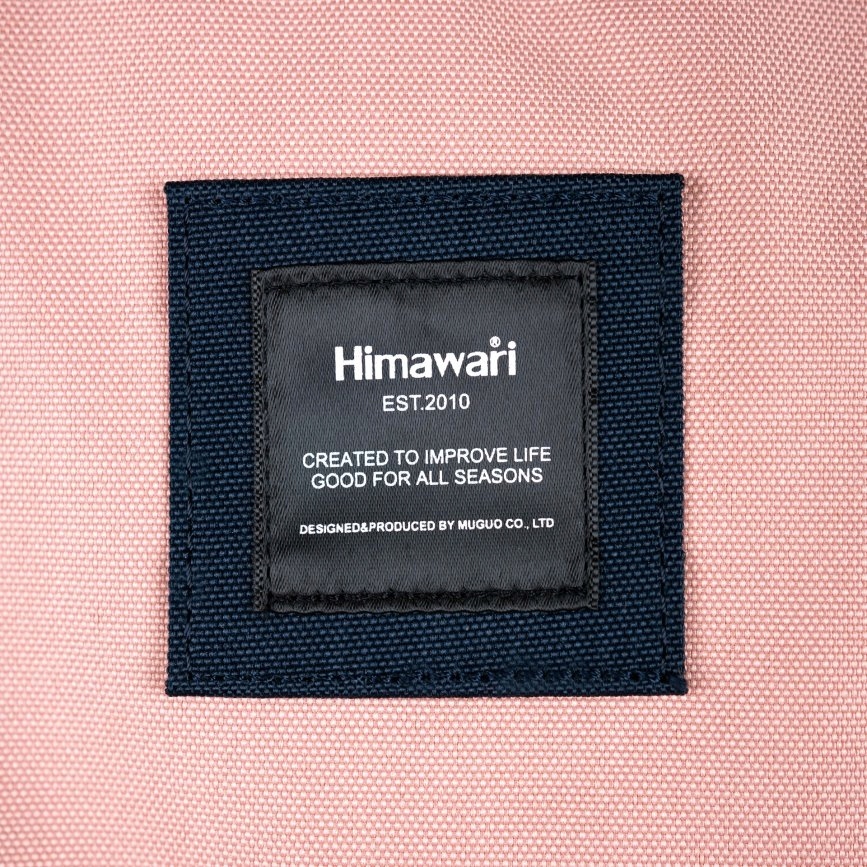 Himawari®
EST.2010
CREATED TO IMPROVE LIFE
GOOD FOR ALL SEASONS
DESIGNED&PRODUCED BY MUGUO CO., LTD